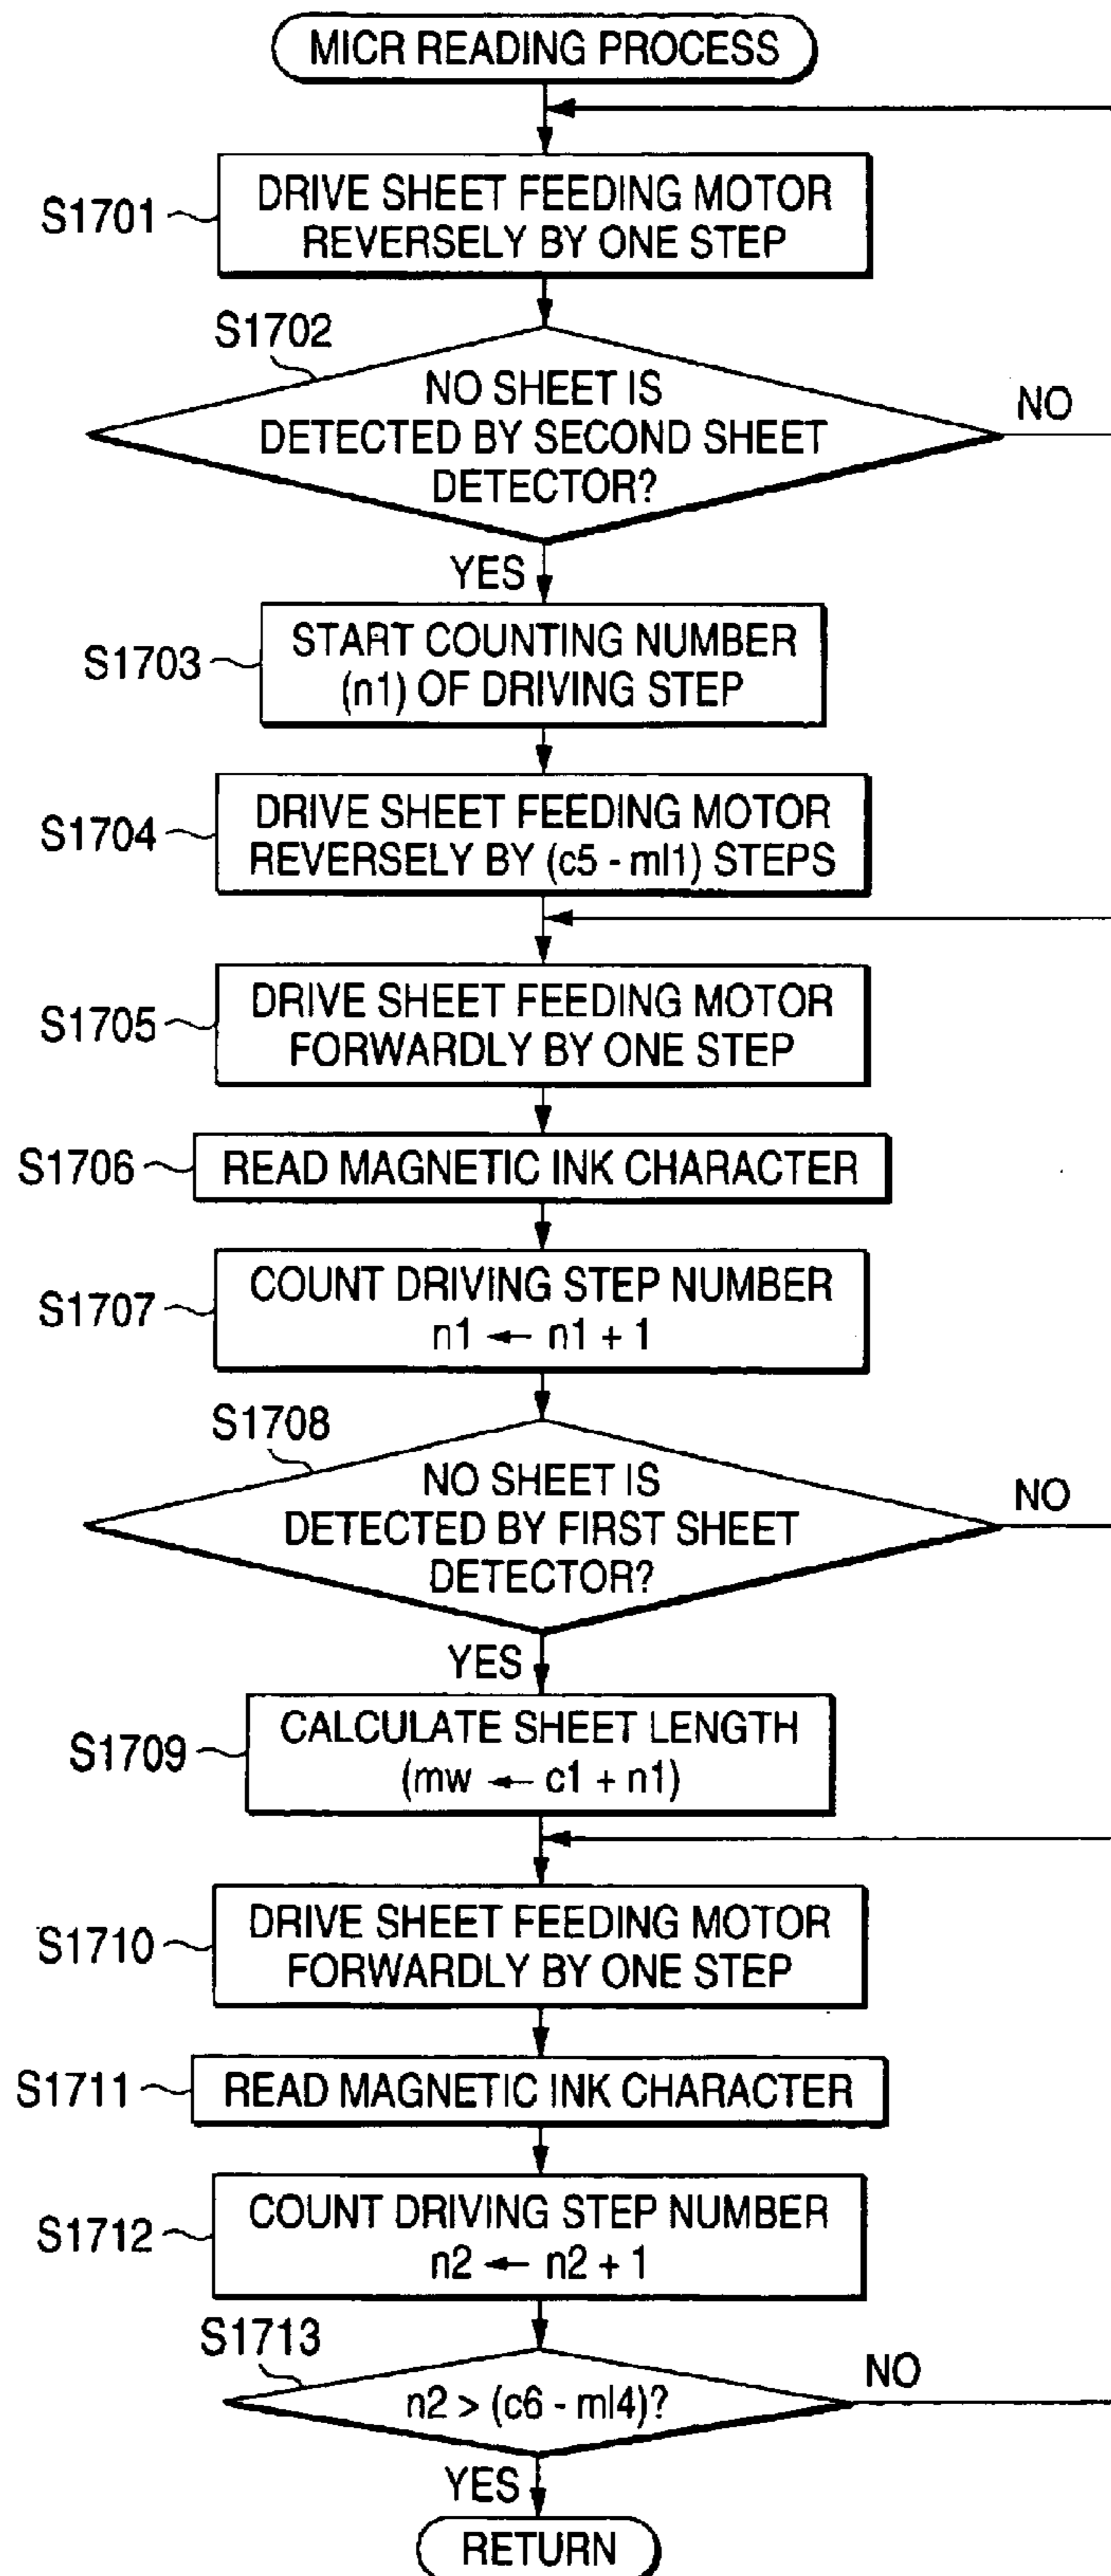 MICR READING PROCESS
S1701
DRIVE SHEET FEEDING MOTOR
REVERSELY BY ONE STEP
S1702
NO SHEET IS
DETECTED BY SECOND SHEET
DETECTOR?
NO
YES
S1703
START COUNTING NUMBER
(n1) OF DRIVING STEP
S1704
DRIVE SHEET FEEDING MOTOR
REVERSELY BY (c5 - ml1) STEPS
S1705
DRIVE SHEET FEEDING MOTOR
FORWARDLY BY ONE STEP
S1706
READ MAGNETIC INK CHARACTER
S1707
COUNT DRIVING STEP NUMBER
n1 ← n1 + 1
S1708
NO SHEET IS
DETECTED BY FIRST SHEET
DETECTOR?
NO
YES
S1709
CALCULATE SHEET LENGTH
(mw ← c1 + n1)
S1710
DRIVE SHEET FEEDING MOTOR
FORWARDLY BY ONE STEP
S1711
READ MAGNETIC INK CHARACTER
S1712
COUNT DRIVING STEP NUMBER
n2 ← n2 + 1
S1713
n2 > (c6 - ml4)?
NO
YES
RETURN